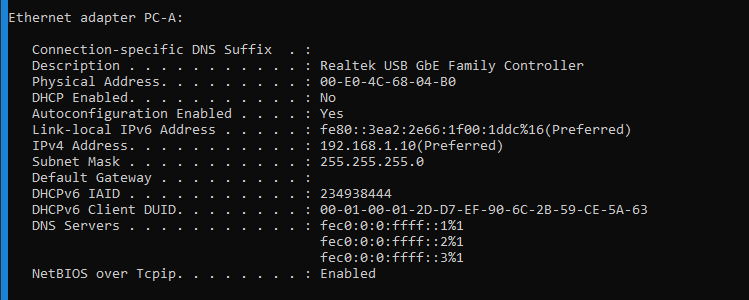 Ethernet adapter PC-A:
Connection-specific DNS Suffix  . :
Description . . . . . . . . . . . : Realtek USB GbE Family Controller
Physical Address. . . . . . . . . : 00-E0-4C-68-04-B0
DHCP Enabled. . . . . . . . . . . : No
Autoconfiguration Enabled . . . . : Yes
Link-local IPv6 Address . . . . . : fe80::3ea2:2e66:1f00:1ddc%16(Preferred)
IPv4 Address. . . . . . . . . . . : 192.168.1.10(Preferred)
Subnet Mask . . . . . . . . . . . : 255.255.255.0
Default Gateway . . . . . . . . . :
DHCPv6 IAID . . . . . . . . . . . : 234938444
DHCPv6 Client DUID. . . . . . . . : 00-01-00-01-2D-D7-EF-90-6C-2B-59-CE-5A-63
DNS Servers . . . . . . . . . . . : fec0:0:0:ffff::1%1
fec0:0:0:ffff::2%1
fec0:0:0:ffff::3%1
NetBIOS over Tcpip. . . . . . . . : Enabled